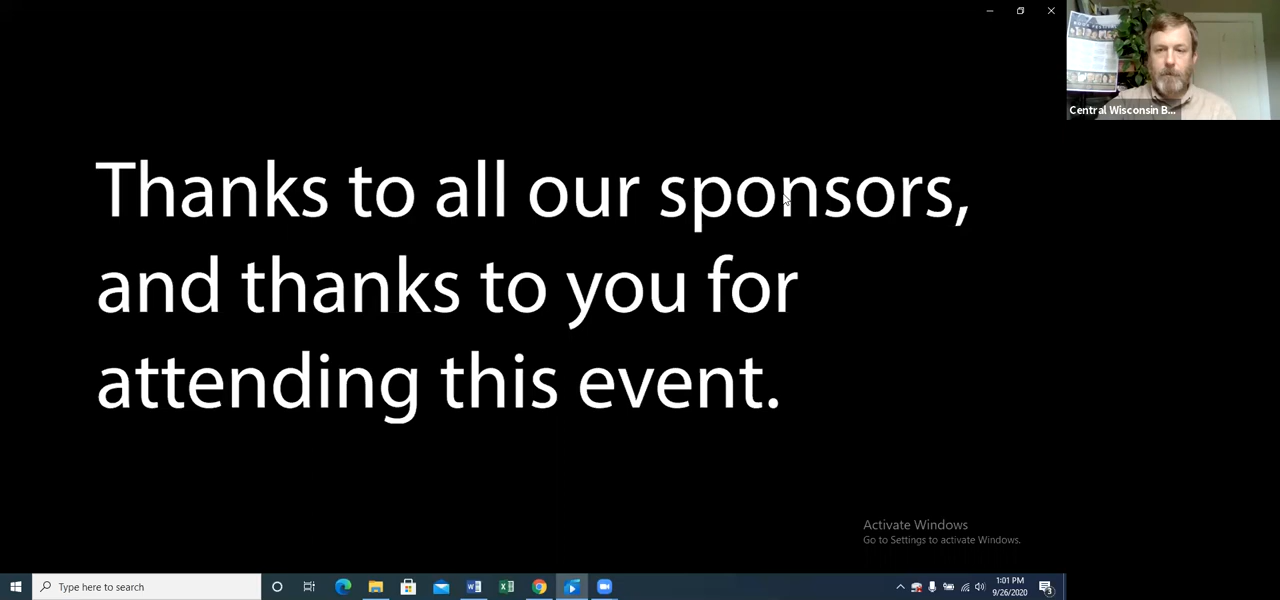 Central Wisconsin B...
Thanks to all our sponsors,
and thanks to you for
attending this event.
Activate Windows
Go to Settings to activate Windows.
Type here to search
1:01 PM
9/26/2020
3